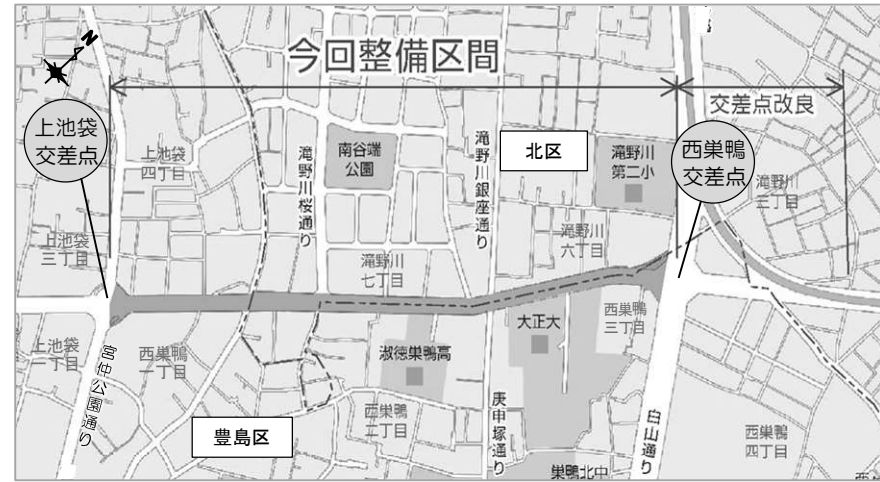 N
今回整備区間
交差点改良
上池袋
交差点
上池袋
四丁目
滝野川桜通り
南谷端
公園
滝野川銀座通り
北区
滝野川
第二小
西巣鴨
交差点
滝野川
三丁目
上池袋
三丁目
滝野川
七丁目
滝野川
六丁目
上池袋
一丁目
宮仲公園通り
西巣鴨
一丁目
淑徳巣鴨高
大正大
西巣鴨
三丁目
豊島区
西巣鴨
二丁目
庚申塚通り
巣鴨北中
白山通り
西巣鴨
四丁目